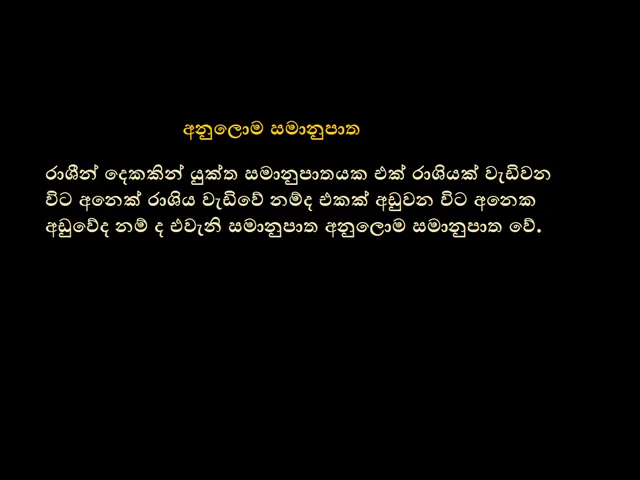 අනුලොම සමානුපාත
රාශීන් දෙකකින් යුක්ත සමානුපාතයක එක් රාශියක් වැඩිවන
විට අනෙක් රාශිය වැඩිවේ නම්ද එකක් අඩුවන විට අනෙක
අඩුවේද නම් ද එවැනි සමානුපාත අනුලොම සමානුපාත වේ.